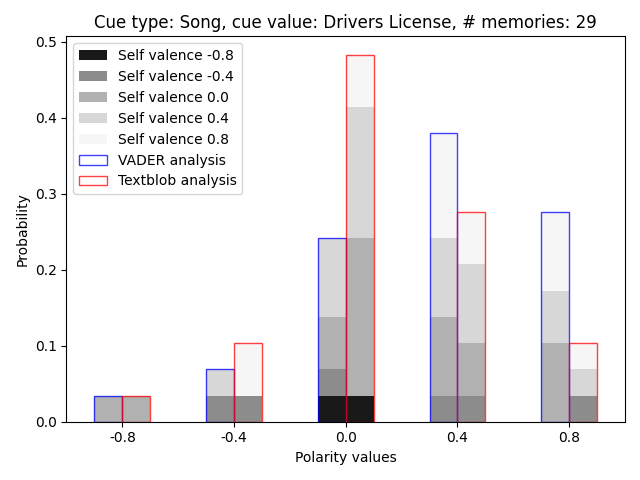 Cue type: Song, cue value: Drivers License, # memories: 29
Self valence -0.8
Self valence -0.4
Self valence 0.0
Self valence 0.4
Self valence 0.8
VADER analysis
Textblob analysis
Probability
0.5
0.4
0.3
0.2
0.1
0.0
-0.8
-0.4
0.0
0.4
0.8
Polarity values